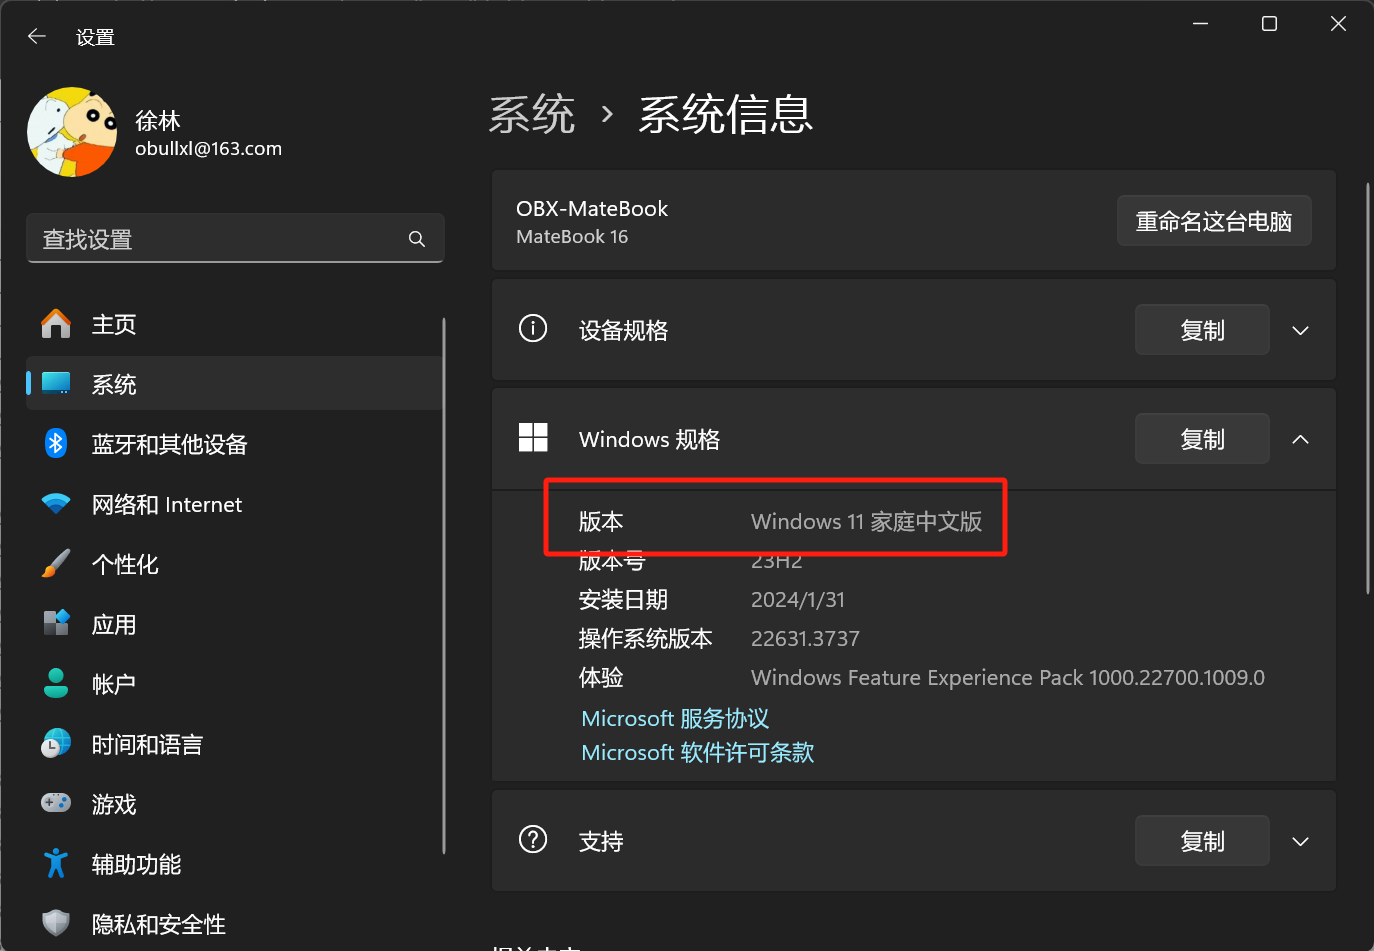 设置
徐林
obullxl@163.com
查找设置
主页
系统
蓝牙和其他设备
网络和 Internet
个性化
应用
帐户
时间和语言
游戏
辅助功能
隐私和安全性
系统 › 系统信息
OBX-MateBook
MateBook 16
重命名这台电脑
设备规格
复制
Windows 规格
复制
版本 Windows 11 家庭中文版
版本号 23H2
安装日期 2024/1/31
操作系统版本 22631.3737
体验 Windows Feature Experience Pack 1000.22700.1009.0
Microsoft 服务协议
Microsoft 软件许可条款
支持
复制